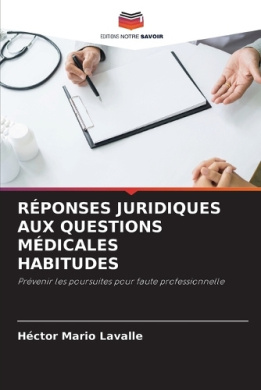 EDITIONS NOTRE SAVOIR
RÉPONSES JURIDIQUES
AUX QUESTIONS
MÉDICALES
HABITUDES
Prévenir les poursuites pour faute professionnelle
Héctor Mario Lavalle